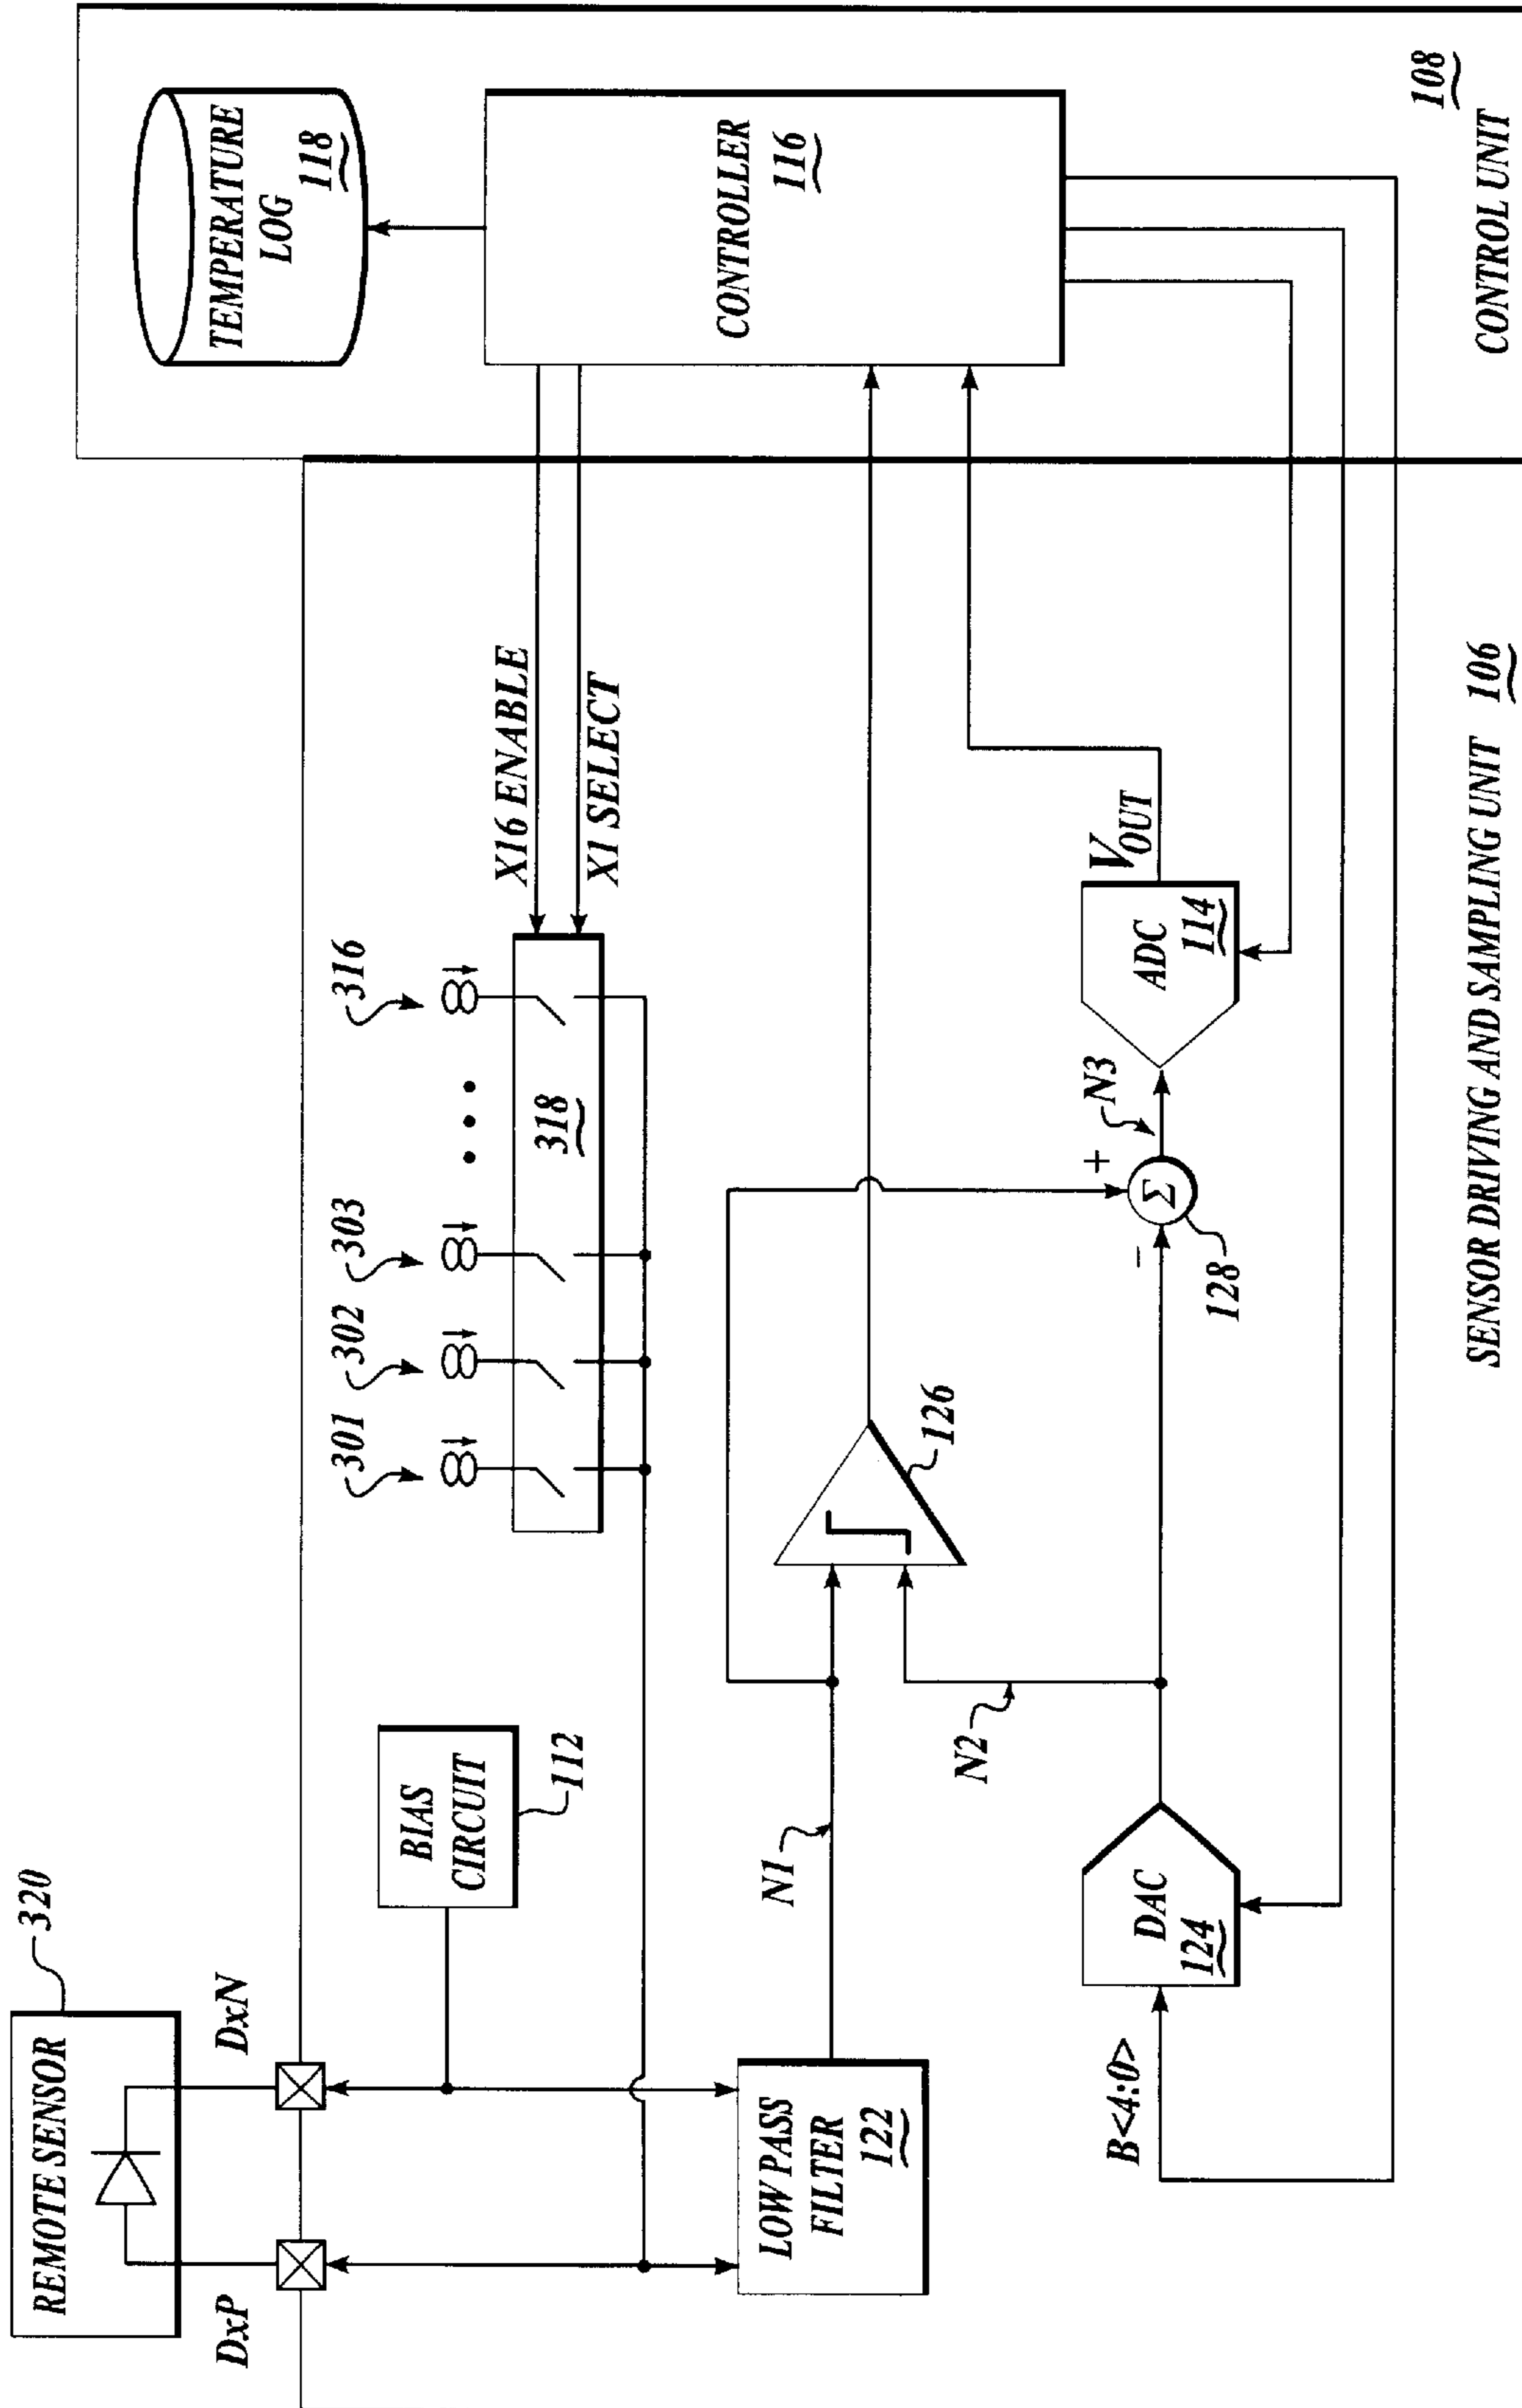 REMOTE SENSOR
320
DxP
DxN
BIAS
CIRCUIT
112
301
302
303
316
318
X16 ENABLE
X1 SELECT
TEMPERATURE
LOG
118
CONTROLLER
116
LOW PASS
FILTER
122
N1
N2
126
B<4:0>
DAC
124
+
−
Σ
128
N3
ADC
114
VOUT
SENSOR DRIVING AND SAMPLING UNIT 106
108
CONTROL UNIT